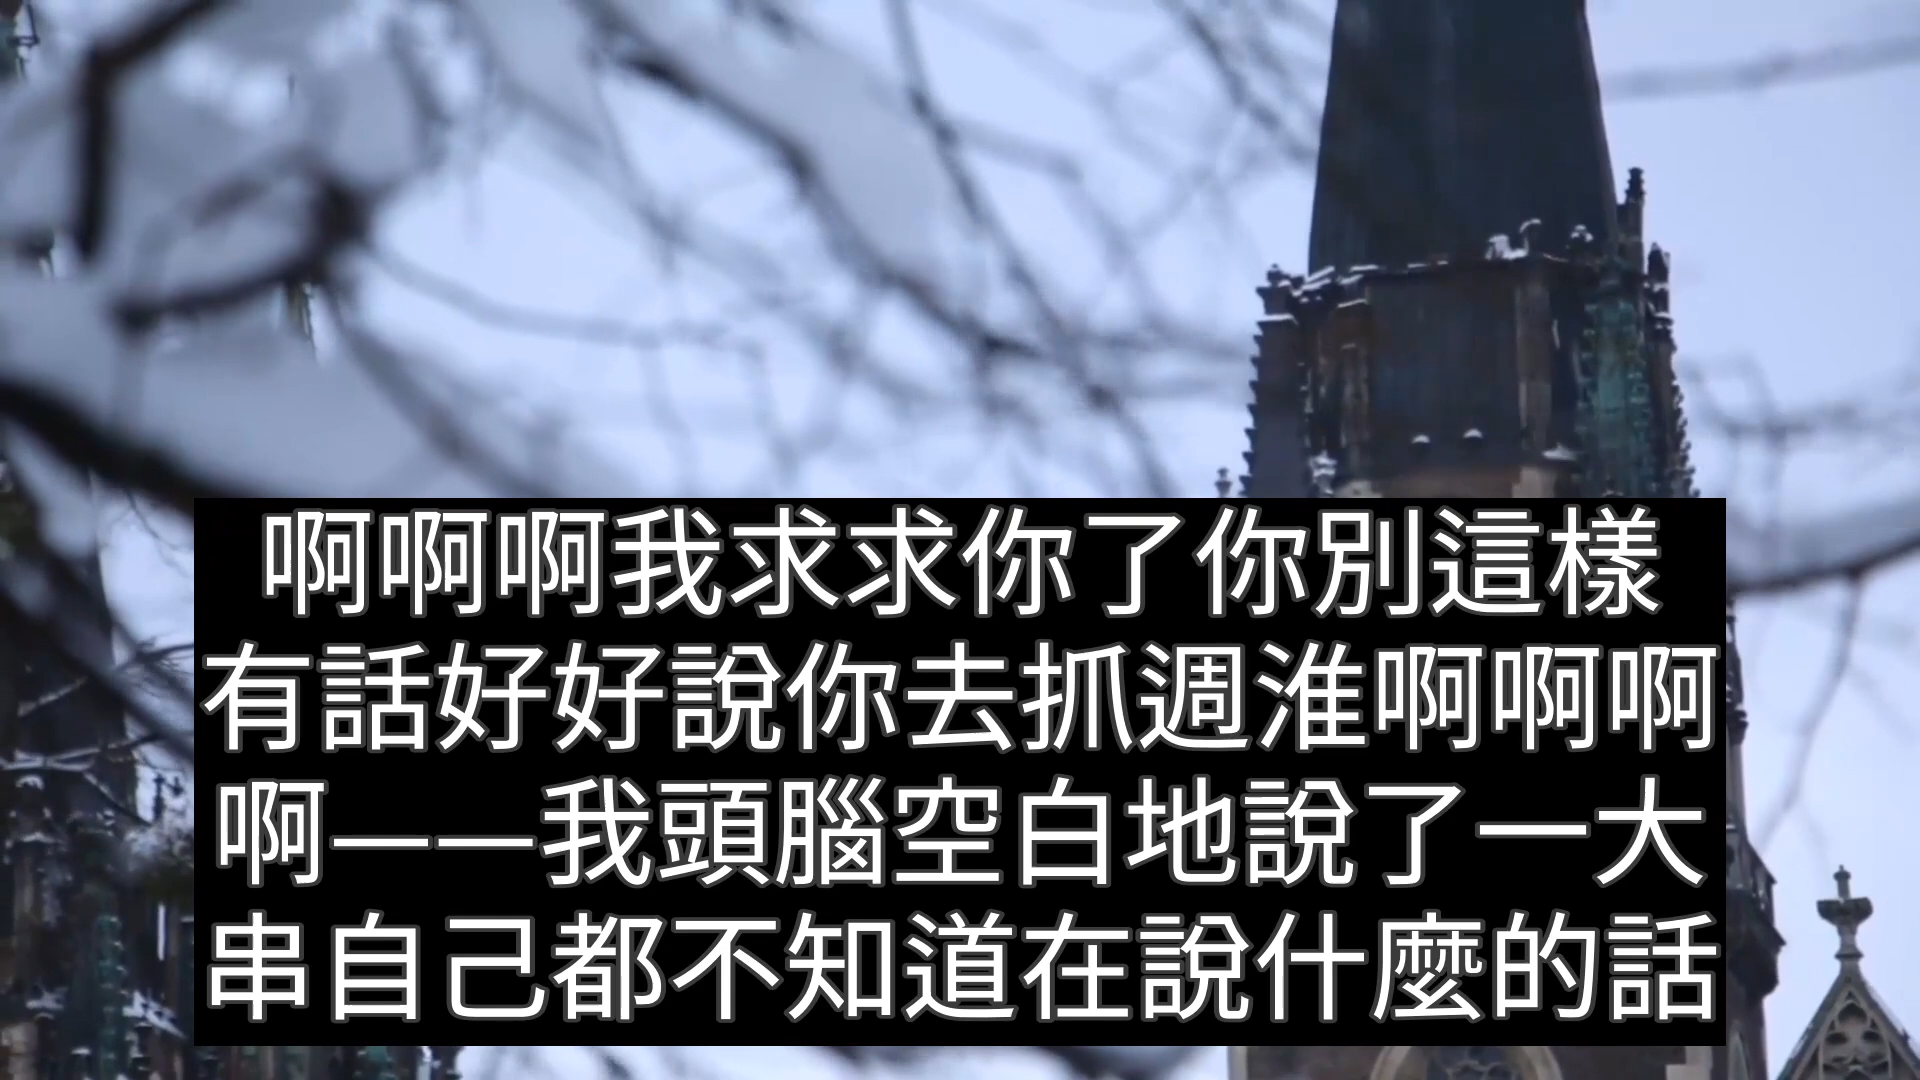 啊啊啊我求求你了你別這樣
有話好好說你去抓週淮啊啊啊
啊——我頭腦空白地說了一大
串自己都不知道在說什麼的話